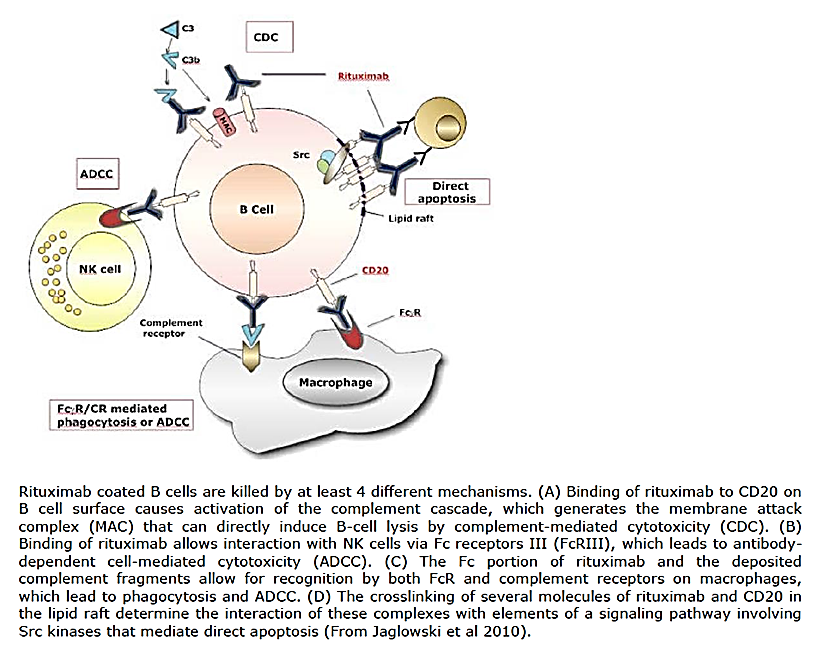 C3
CDC
C3b
Rituximab
MAC
Src
ADCC
Direct
apoptosis
B Cell
Lipid raft
NK cell
CD20
Complement
receptor
FcγR
Macrophage
FcγR/CR mediated
phagocytosis or ADCC
Rituximab coated B cells are killed by at least 4 different mechanisms. (A) Binding of rituximab to CD20 on
B cell surface causes activation of the complement cascade, which generates the membrane attack
complex (MAC) that can directly induce B-cell lysis by complement-mediated cytotoxicity (CDC). (B)
Binding of rituximab allows interaction with NK cells via Fc receptors III (FcRIII), which leads to antibody-
dependent cell-mediated cytotoxicity (ADCC). (C) The Fc portion of rituximab and the deposited
complement fragments allow for recognition by both FcR and complement receptors on macrophages,
which lead to phagocytosis and ADCC. (D) The crosslinking of several molecules of rituximab and CD20 in
the lipid raft determine the interaction of these complexes with elements of a signaling pathway involving
Src kinases that mediate direct apoptosis (From Jaglowski et al 2010).